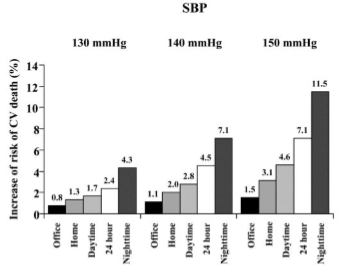 SBP
130 mmHg 140 mmHg 150 mmHg
Increase of risk of CV death (%)
14
12
10
8
6
4
2
0
0.8 1.3 1.7 2.4 4.3
1.1 2.0 2.8 4.5 7.1
1.5 3.1 4.6 7.1 11.5
Office Home Daytime 24 hour Nighttime
Office Home Daytime 24 hour Nighttime
Office Home Daytime 24 hour Nighttime